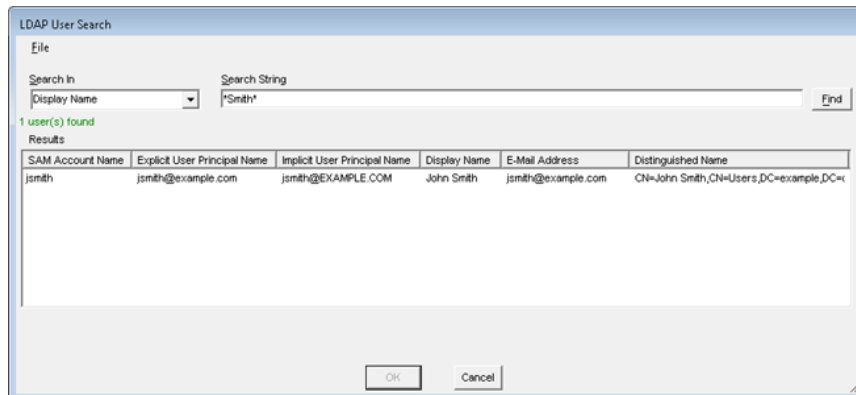 LDAP User Search
File
Search In Search String
Display Name *Smith* Find
1 user(s) found
Results
SAM Account Name Explicit User Principal Name Implicit User Principal Name Display Name E-Mail Address Distinguished Name
jsmith jsmith@example.com jsmith@EXAMPLE.COM John Smith jsmith@example.com CN=John Smith,CN=Users,DC=example,DC=
OK Cancel